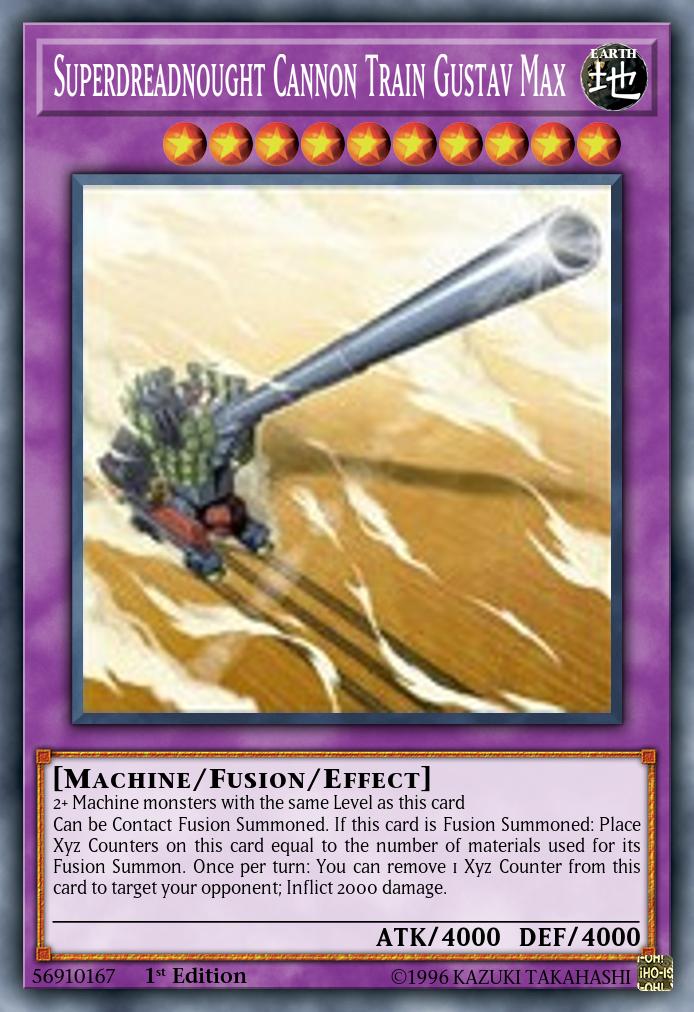 Superdreadnought Cannon Train Gustav Max
EARTH
地
[Machine/Fusion/Effect]
2+ Machine monsters with the same Level as this card
Can be Contact Fusion Summoned. If this card is Fusion Summoned: Place
Xyz Counters on this card equal to the number of materials used for its
Fusion Summon. Once per turn: You can remove 1 Xyz Counter from this
card to target your opponent; Inflict 2000 damage.
ATK/4000 DEF/4000
56910167 1st Edition ©1996 KAZUKI TAKAHASHI